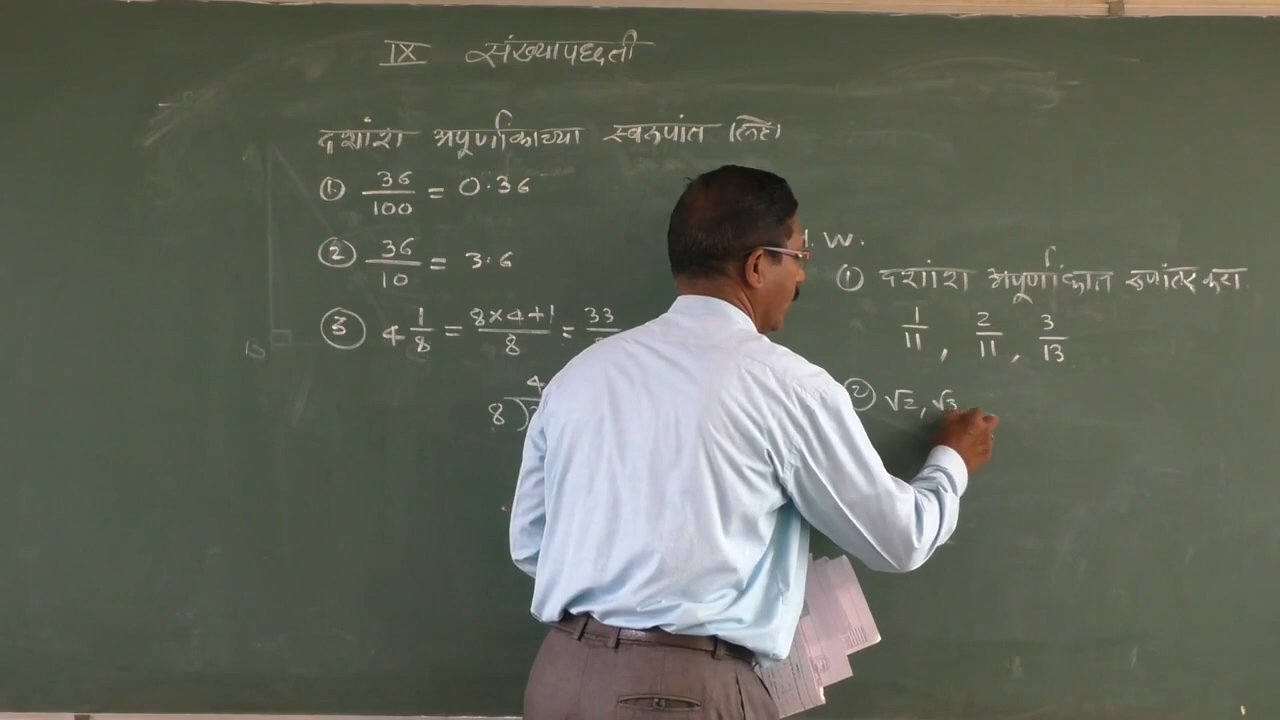 IX संख्यापद्धती
दशांश अपूर्णांकाच्या स्वरुपांत लिहा
① 36/100 = 0.36
② 36/10 = 3.6
③ 4 1/8 = 8×4+1/8 = 33/
4
8)
B
. W.
① दशांश अपूर्णांकात रुपांतर करा
1/11 , 2/11 , 3/13
② √2, √3